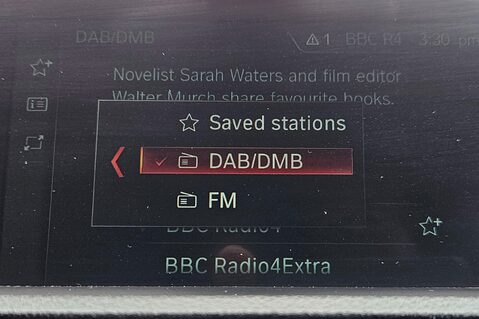 DAB/DMB
1 BBC R4 3:30 pm
Novelist Sarah Waters and film editor
Walter Murch share favourite books.
Saved stations
DAB/DMB
FM
BBC Radio4
BBC Radio4Extra